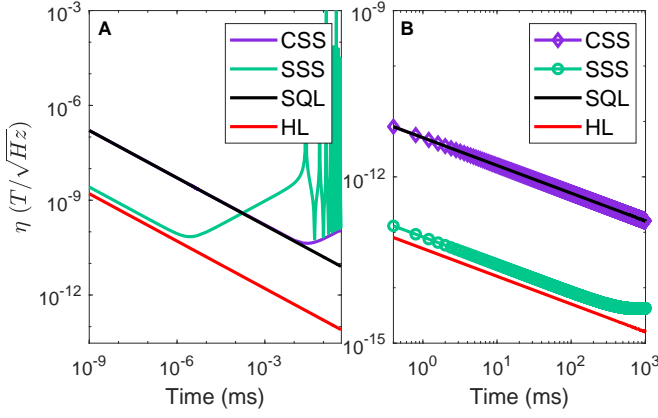 A
CSS
SSS
SQL
HL
η (T/√Hz)
10^-3
10^-6
10^-9
10^-12
10^-9
10^-6
10^-3
Time (ms)
B
CSS
SSS
SQL
HL
10^-9
10^-12
10^-15
10^0
10^1
10^2
10^3
Time (ms)